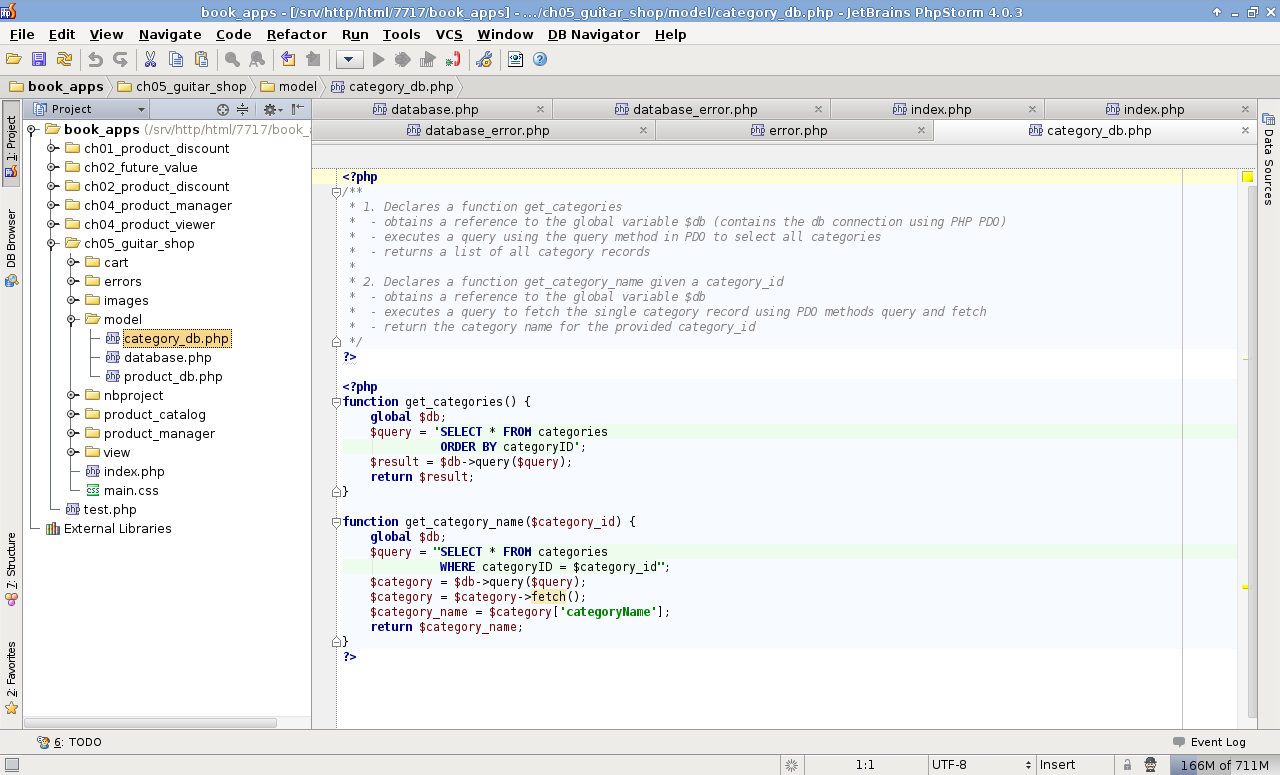 book_apps - [/srv/http/html/7717/book_apps] - .../ch05_guitar_shop/model/category_db.php - JetBrains PhpStorm 4.0.3
File Edit View Navigate Code Refactor Run Tools VCS Window DB Navigator Help
book_apps ch05_guitar_shop model category_db.php
Project
database.php database_error.php index.php index.php
database_error.php error.php category_db.php
1: Project
DB Browser
7: Structure
2: Favorites
book_apps (/srv/http/html/7717/book_
ch01_product_discount
ch02_future_value
ch02_product_discount
ch04_product_manager
ch04_product_viewer
ch05_guitar_shop
cart
errors
images
model
category_db.php
database.php
product_db.php
nbproject
product_catalog
product_manager
view
index.php
main.css
test.php
External Libraries
<?php
/**
 * 1. Declares a function get_categories
 *  - obtains a reference to the global variable $db (contains the db connection using PHP PDO)
 *  - executes a query using the query method in PDO to select all categories
 *  - returns a list of all category records
 *
 * 2. Declares a function get_category_name given a category_id
 *  - obtains a reference to the global variable $db
 *  - executes a query to fetch the single category record using PDO methods query and fetch
 *  - return the category name for the provided category_id
 */
?>
<?php
function get_categories() {
    global $db;
    $query = 'SELECT * FROM categories
              ORDER BY categoryID';
    $result = $db->query($query);
    return $result;
}
function get_category_name($category_id) {
    global $db;
    $query = "SELECT * FROM categories
              WHERE categoryID = $category_id";
    $category = $db->query($query);
    $category = $category->fetch();
    $category_name = $category['categoryName'];
    return $category_name;
}
?>
Data Sources
6: TODO
Event Log
1:1 UTF-8 Insert 166M of 711M